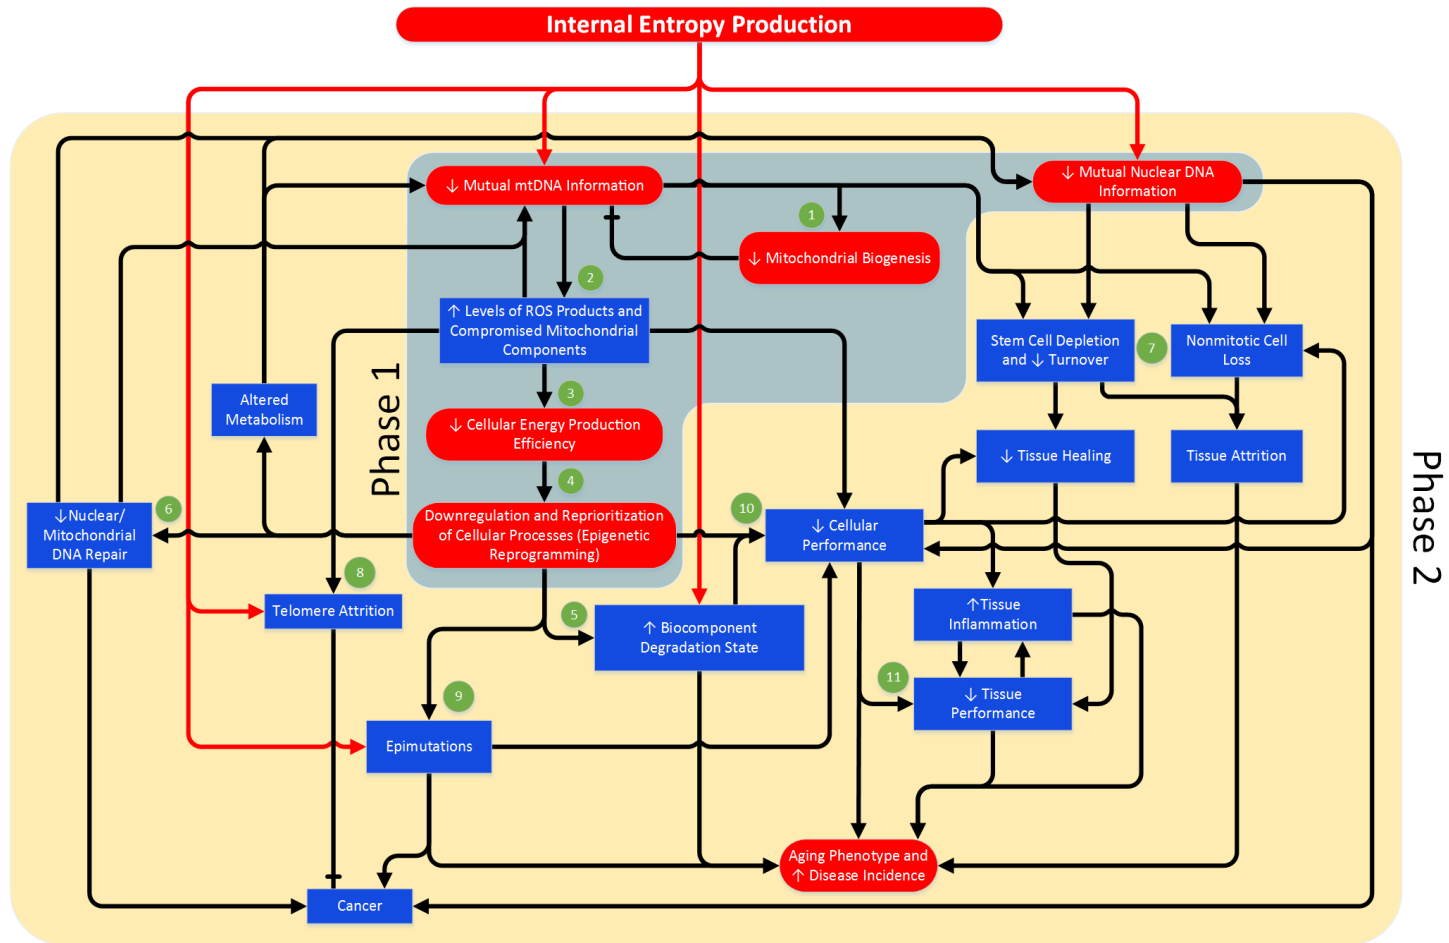 Internal Entropy Production
↓ Mutual mtDNA Information
↓ Mutual Nuclear DNA
Information
1
↓ Mitochondrial Biogenesis
2
↑ Levels of ROS Products and
Compromised Mitochondrial
Components
Stem Cell Depletion
and ↓ Turnover
7
Nonmitotic Cell
Loss
Phase 1
3
Altered
Metabolism
↓ Cellular Energy Production
Efficiency
↓ Tissue Healing
Tissue Attrition
Phase 2
4
6
↓Nuclear/
Mitochondrial
DNA Repair
Downregulation and Reprioritization
of Cellular Processes (Epigenetic
Reprogramming)
10
↓ Cellular
Performance
8
Telomere Attrition
5
↑ Biocomponent
Degradation State
↑Tissue
Inflammation
9
11
↓ Tissue
Performance
Epimutations
Aging Phenotype and
↑ Disease Incidence
Cancer